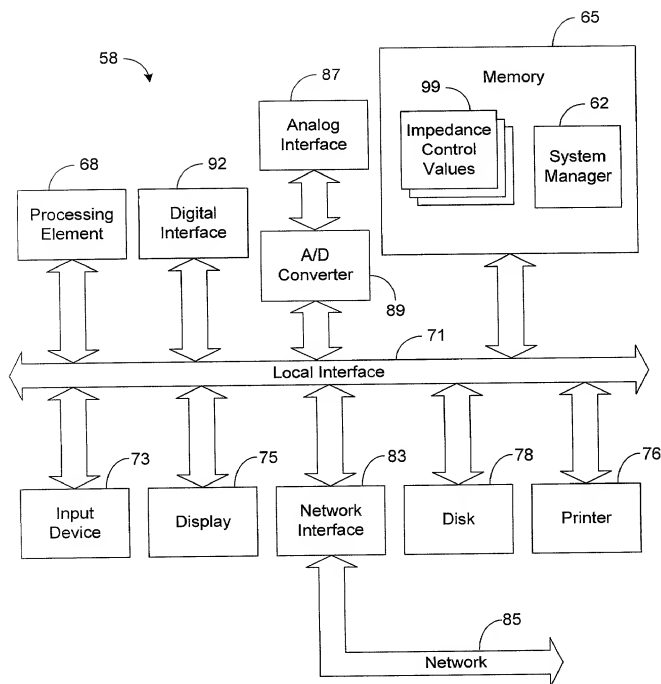 58
65
Memory
87
99
62
Analog
Interface
Impedance
Control
Values
System
Manager
68
92
Processing
Element
Digital
Interface
A/D
Converter
89
71
Local Interface
73
75
83
78
76
Input
Device
Display
Network
Interface
Disk
Printer
85
Network